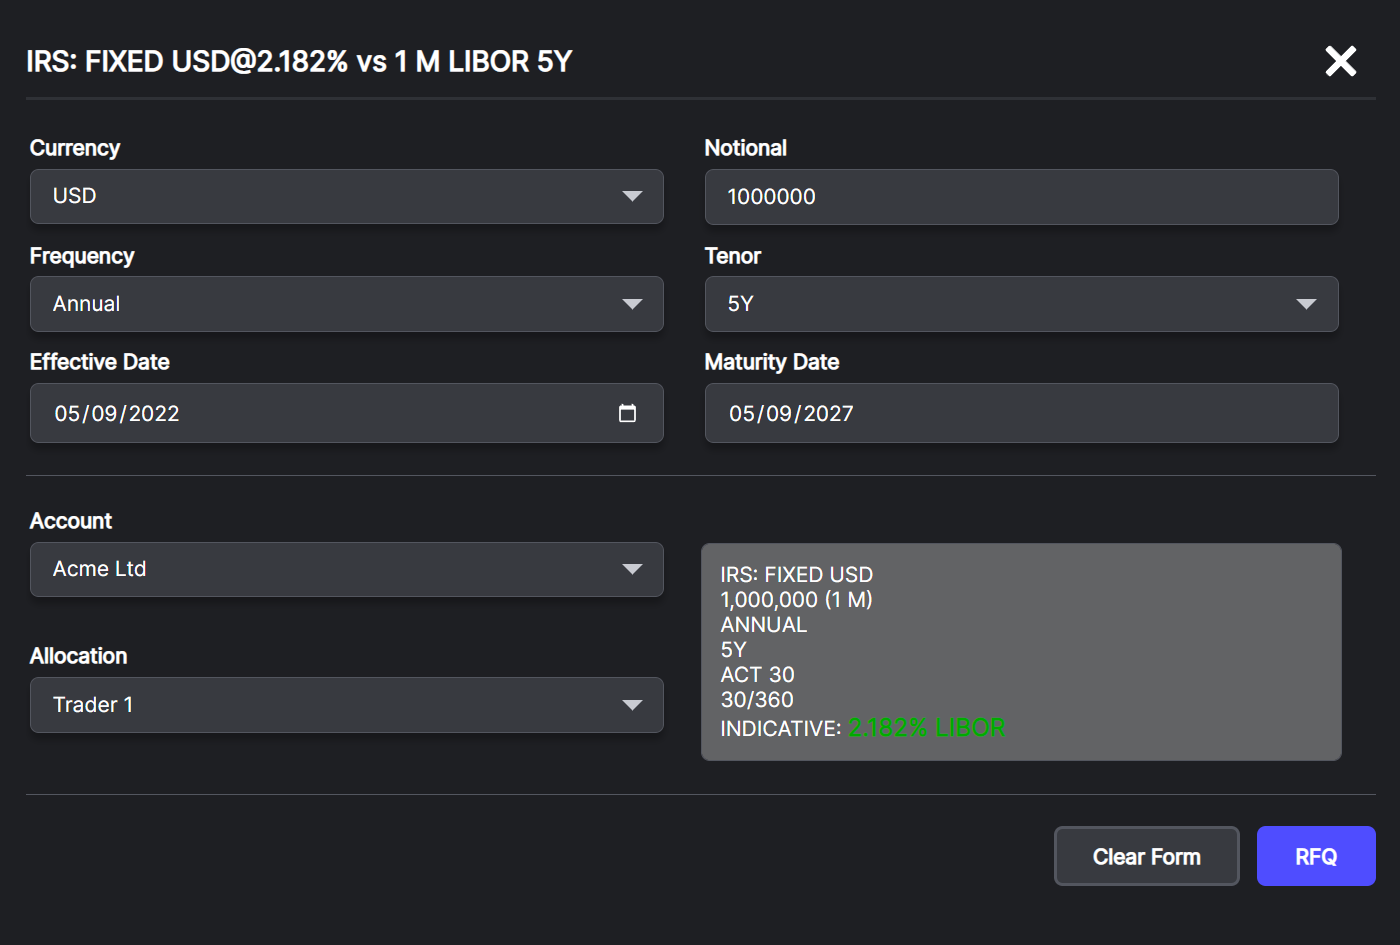 IRS: FIXED USD@2.182% vs 1 M LIBOR 5Y
Currency
USD
Notional
1000000
Frequency
Annual
Tenor
5Y
Effective Date
05/09/2022
Maturity Date
05/09/2027
Account
Acme Ltd
Allocation
Trader 1
IRS: FIXED USD
1,000,000 (1 M)
ANNUAL
5Y
ACT 30
30/360
INDICATIVE: 2.182% LIBOR
Clear Form
RFQ